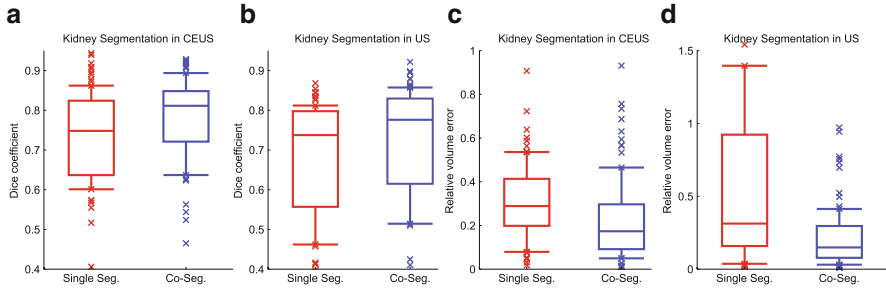 a
Kidney Segmentation in CEUS
Dice coefficient
0.9
0.8
0.7
0.6
0.5
0.4
Single Seg.
Co-Seg.
b
Kidney Segmentation in US
Dice coefficient
0.9
0.8
0.7
0.6
0.5
0.4
Single Seg.
Co-Seg.
c
Kidney Segmentation in CEUS
Relative volume error
1
0.8
0.6
0.4
0.2
0
Single Seg.
Co-Seg.
d
Kidney Segmentation in US
Relative volume error
1.5
1
0.5
0
Single Seg.
Co-Seg.